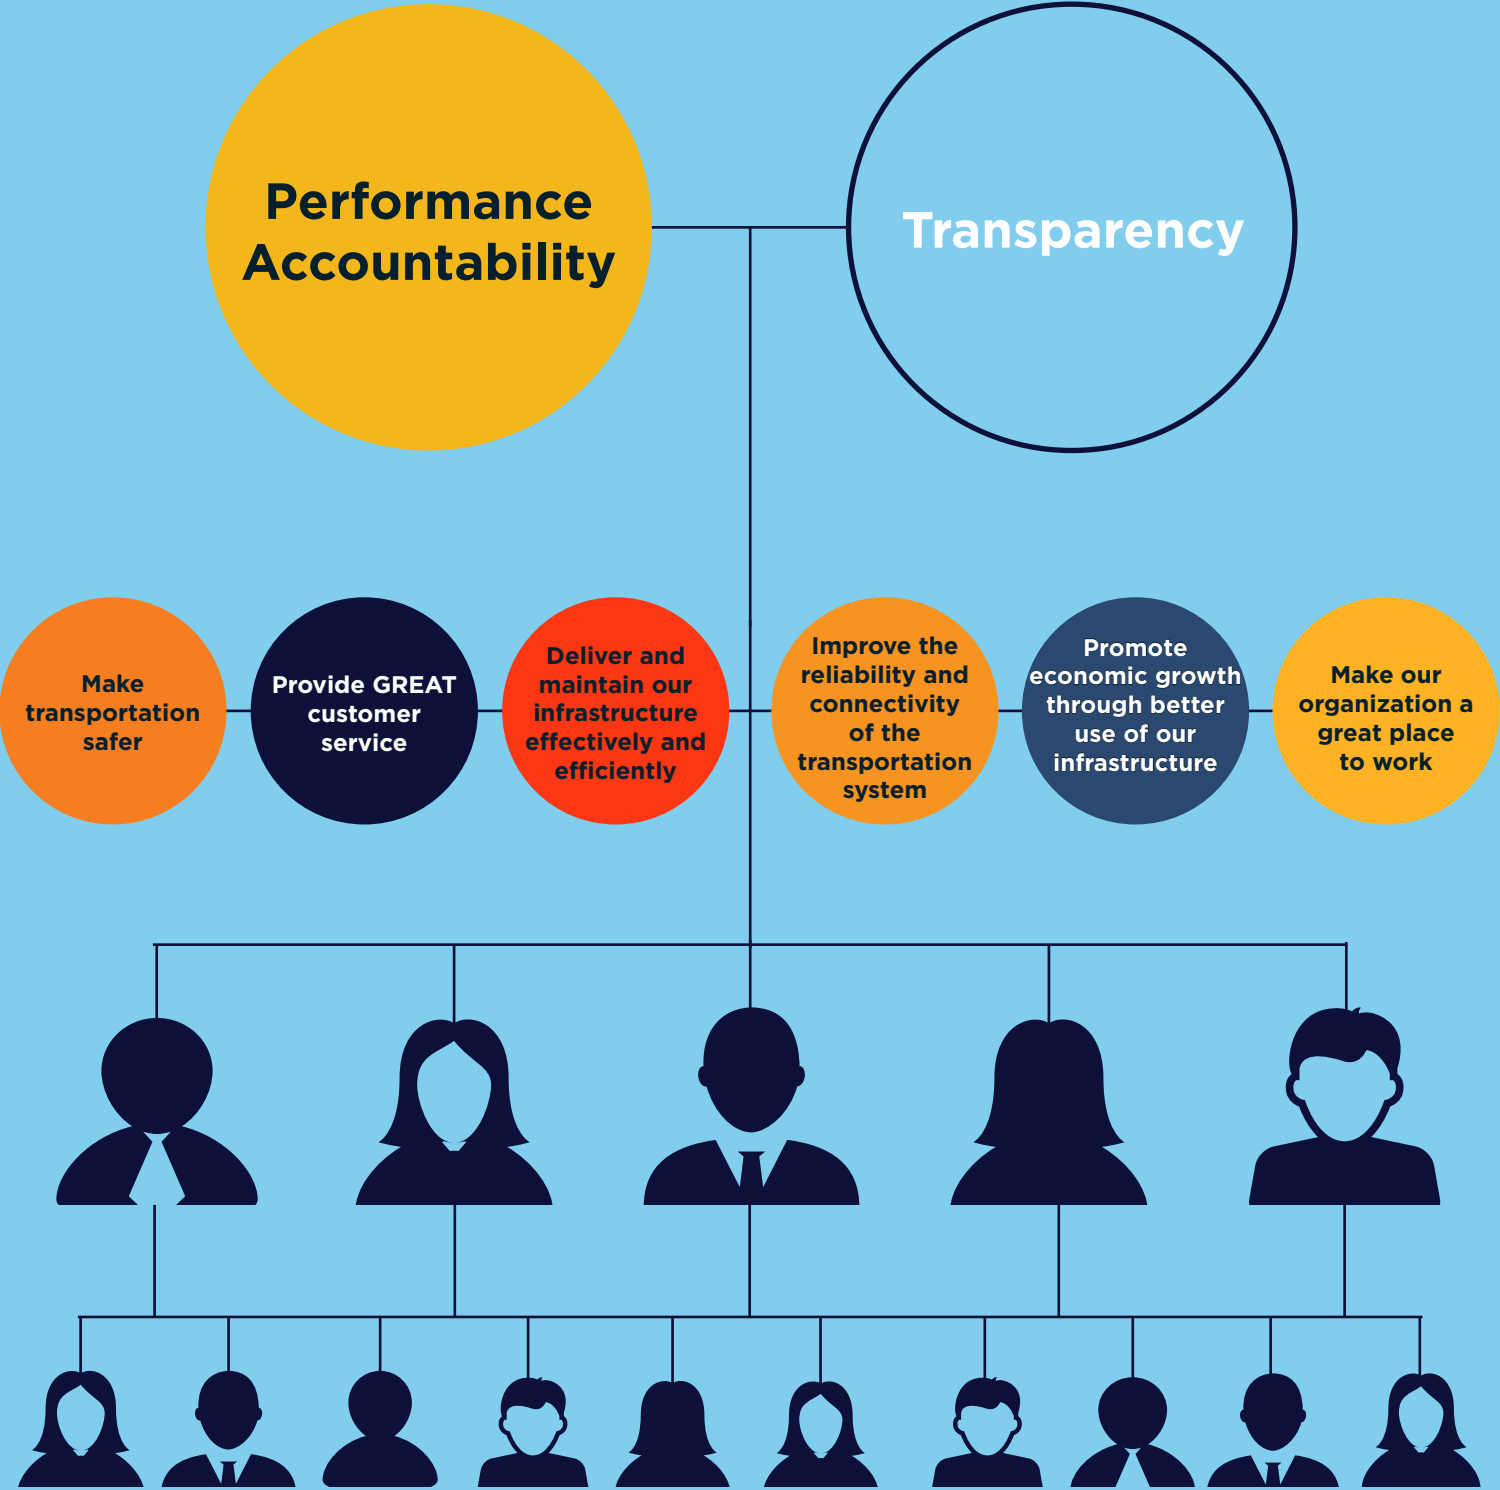 Performance
Accountability
Transparency
Make
transportation
safer
Provide GREAT
customer
service
Deliver and
maintain our
infrastructure
effectively and
efficiently
Improve the
reliability and
connectivity
of the
transportation
system
Promote
economic growth
through better
use of our
infrastructure
Make our
organization a
great place
to work